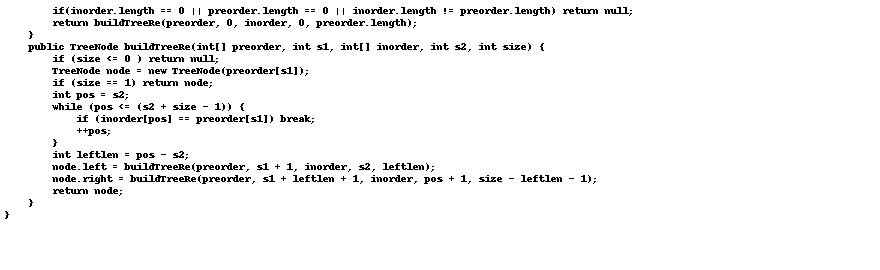 if(inorder.length == 0 || preorder.length == 0 || inorder.length != preorder.length) return null;
        return buildTreeRe(preorder, 0, inorder, 0, preorder.length);
    }
    public TreeNode buildTreeRe(int[] preorder, int s1, int[] inorder, int s2, int size) {
        if (size <= 0 ) return null;
        TreeNode node = new TreeNode(preorder[s1]);
        if (size == 1) return node;
        int pos = s2;
        while (pos <= (s2 + size - 1)) {
            if (inorder[pos] == preorder[s1]) break;
            ++pos;
        }
        int leftlen = pos - s2;
        node.left = buildTreeRe(preorder, s1 + 1, inorder, s2, leftlen);
        node.right = buildTreeRe(preorder, s1 + leftlen + 1, inorder, pos + 1, size - leftlen - 1);
        return node;
    }
}